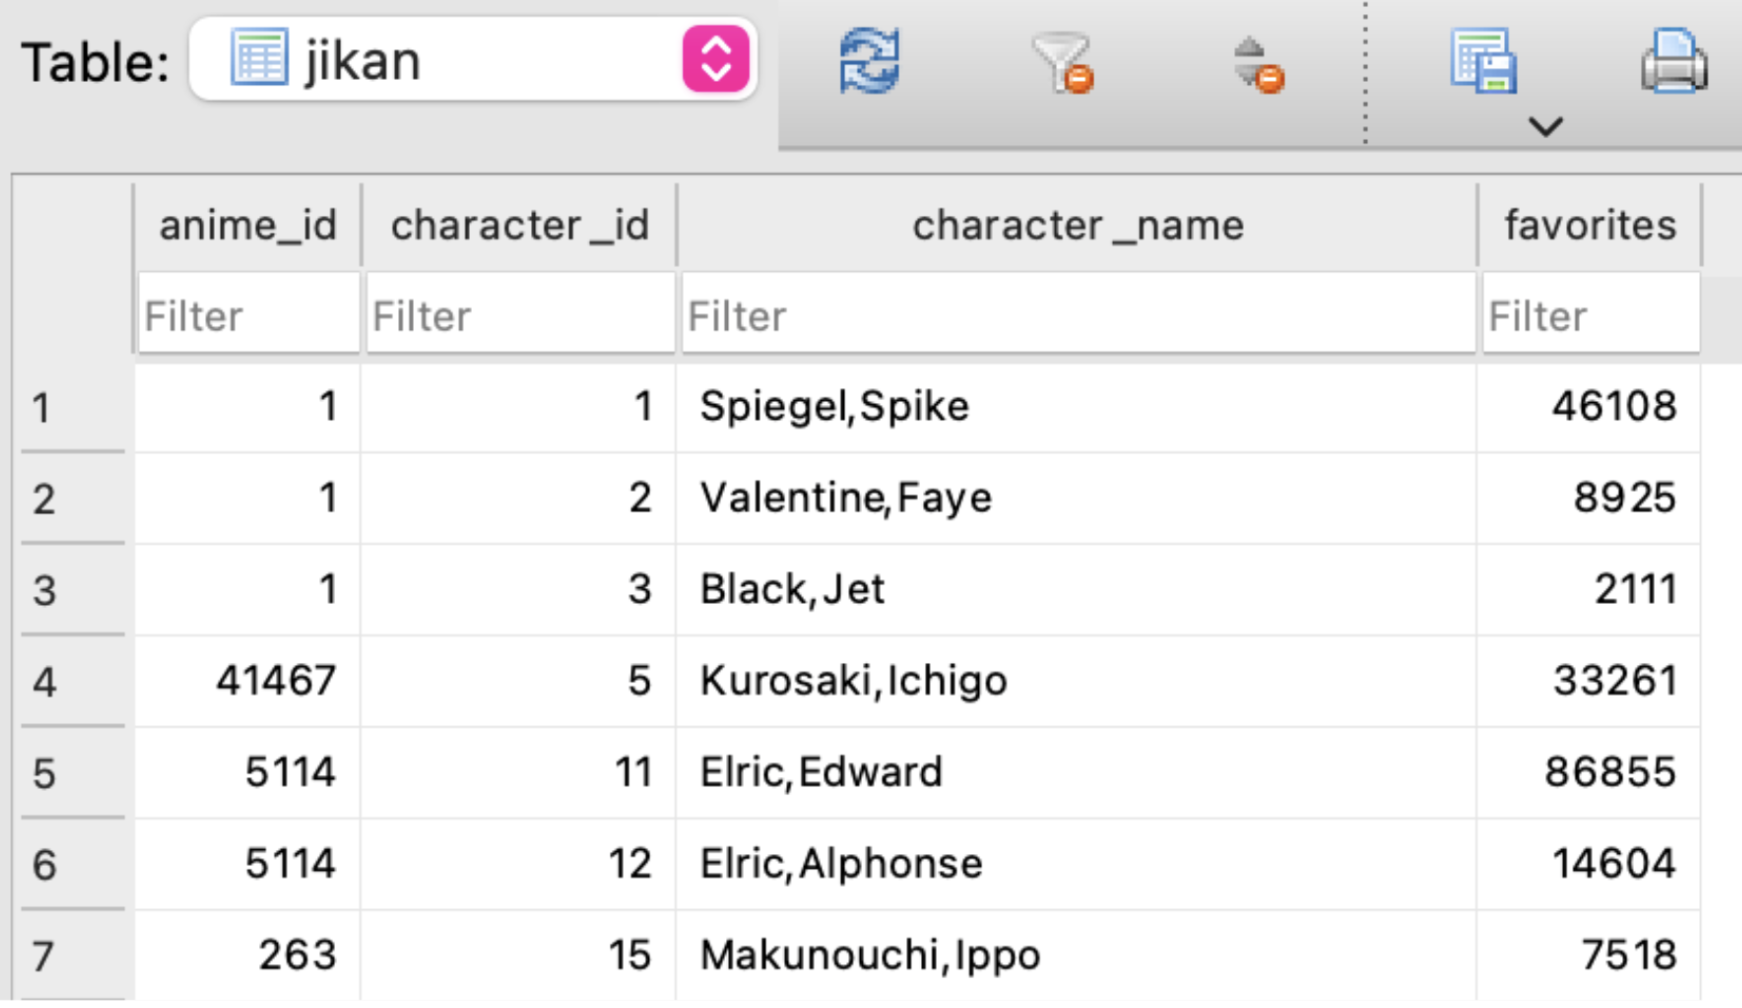 Table: jikan
anime_id character_id character_name favorites
Filter Filter Filter Filter
1 1 1 Spiegel,Spike 46108
2 1 2 Valentine,Faye 8925
3 1 3 Black,Jet 2111
4 41467 5 Kurosaki,Ichigo 33261
5 5114 11 Elric,Edward 86855
6 5114 12 Elric,Alphonse 14604
7 263 15 Makunouchi,Ippo 7518